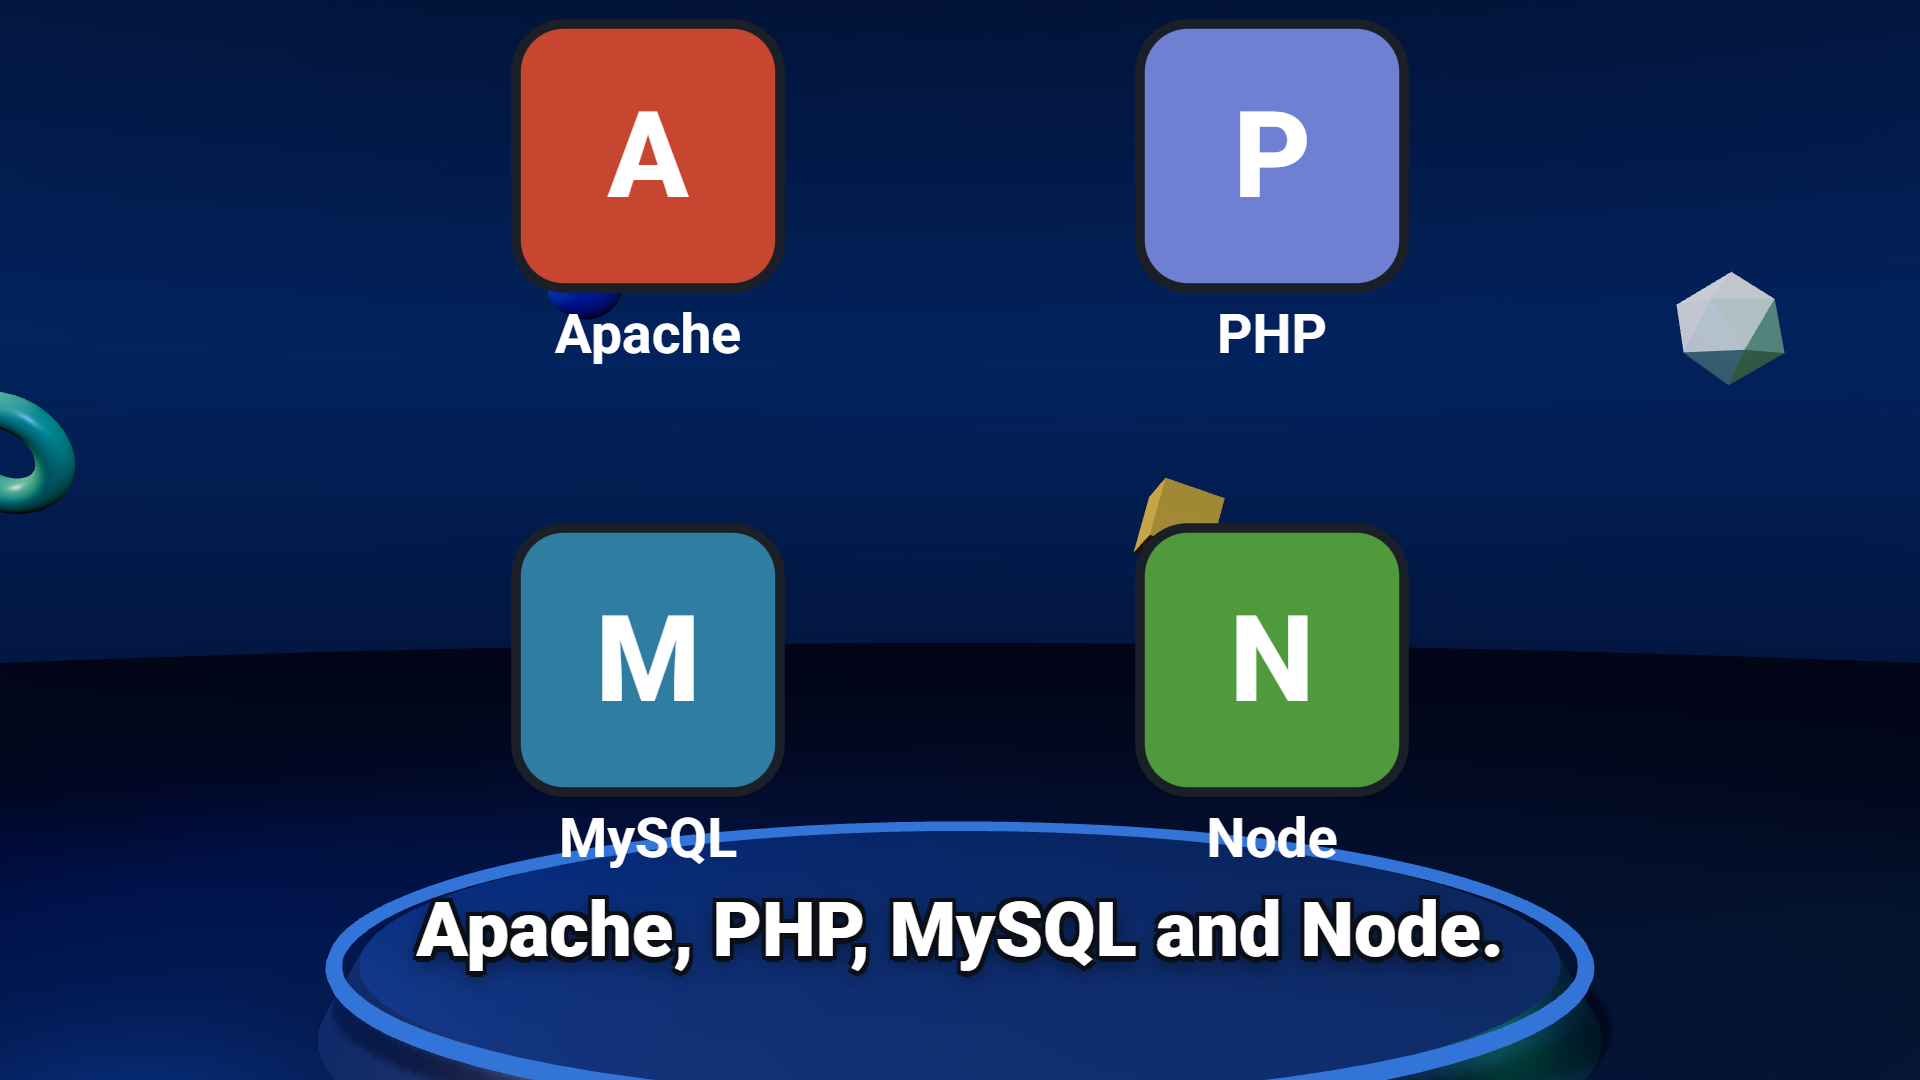 A
P
Apache
PHP
M
N
MySQL
Node
Apache, PHP, MySQL and Node.